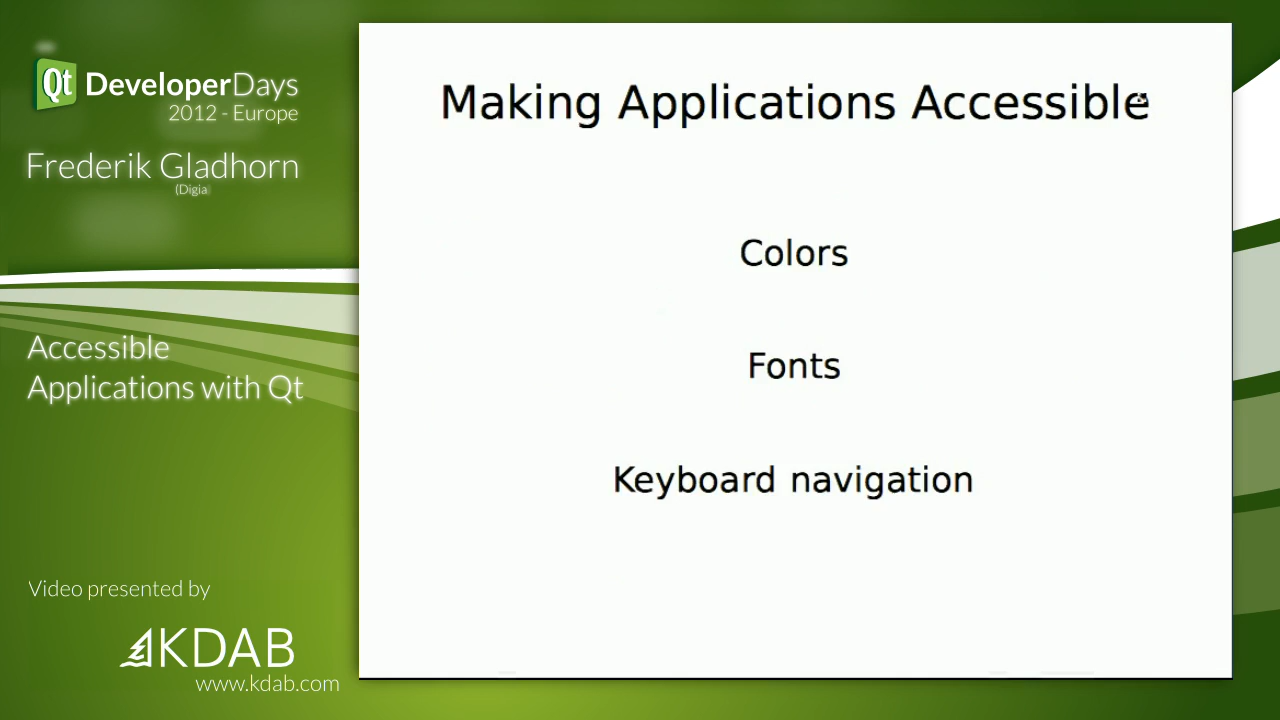 Qt DeveloperDays
2012 - Europe
Frederik Gladhorn
(Digia
Accessible
Applications with Qt
Video presented by
KDAB
www.kdab.com
Making Applications Accessible
Colors
Fonts
Keyboard navigation